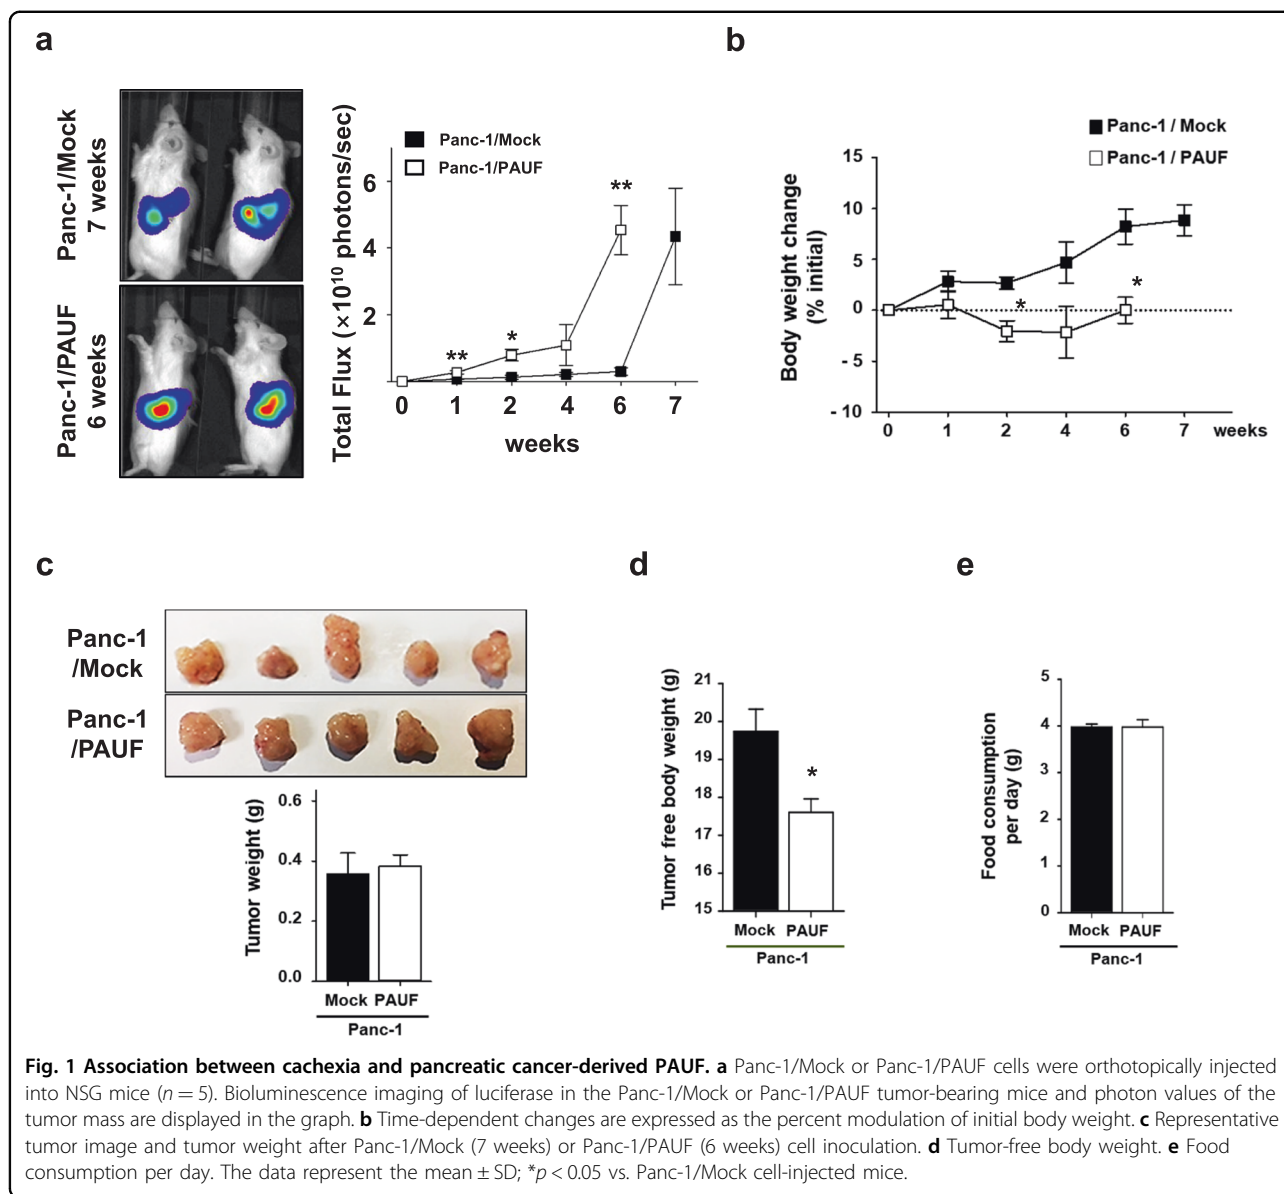 a
Panc-1/Mock
7 weeks
Panc-1/PAUF
6 weeks
Total Flux (×10¹⁰ photons/sec)
Panc-1/Mock
Panc-1/PAUF
6
4
2
**
*
**
0 1 2 4 6 7
weeks
b
Panc-1 / Mock
Panc-1 / PAUF
Body weight change
(% initial)
15
10
5
0
- 5
- 10
*
*
0 1 2 4 6 7 weeks
c
Panc-1
/Mock
Panc-1
/PAUF
Tumor weight (g)
0.6
0.4
0.2
0.0
Mock PAUF
Panc-1
d
Tumor free body weight (g)
21
20
19
18
17
16
15
*
Mock PAUF
Panc-1
e
Food consumption
per day (g)
5
4
3
2
1
0
Mock PAUF
Panc-1
Fig. 1 Association between cachexia and pancreatic cancer-derived PAUF. a Panc-1/Mock or Panc-1/PAUF cells were orthotopically injected
into NSG mice (n = 5). Bioluminescence imaging of luciferase in the Panc-1/Mock or Panc-1/PAUF tumor-bearing mice and photon values of the
tumor mass are displayed in the graph. b Time-dependent changes are expressed as the percent modulation of initial body weight. c Representative
tumor image and tumor weight after Panc-1/Mock (7 weeks) or Panc-1/PAUF (6 weeks) cell inoculation. d Tumor-free body weight. e Food
consumption per day. The data represent the mean ± SD; *p < 0.05 vs. Panc-1/Mock cell-injected mice.